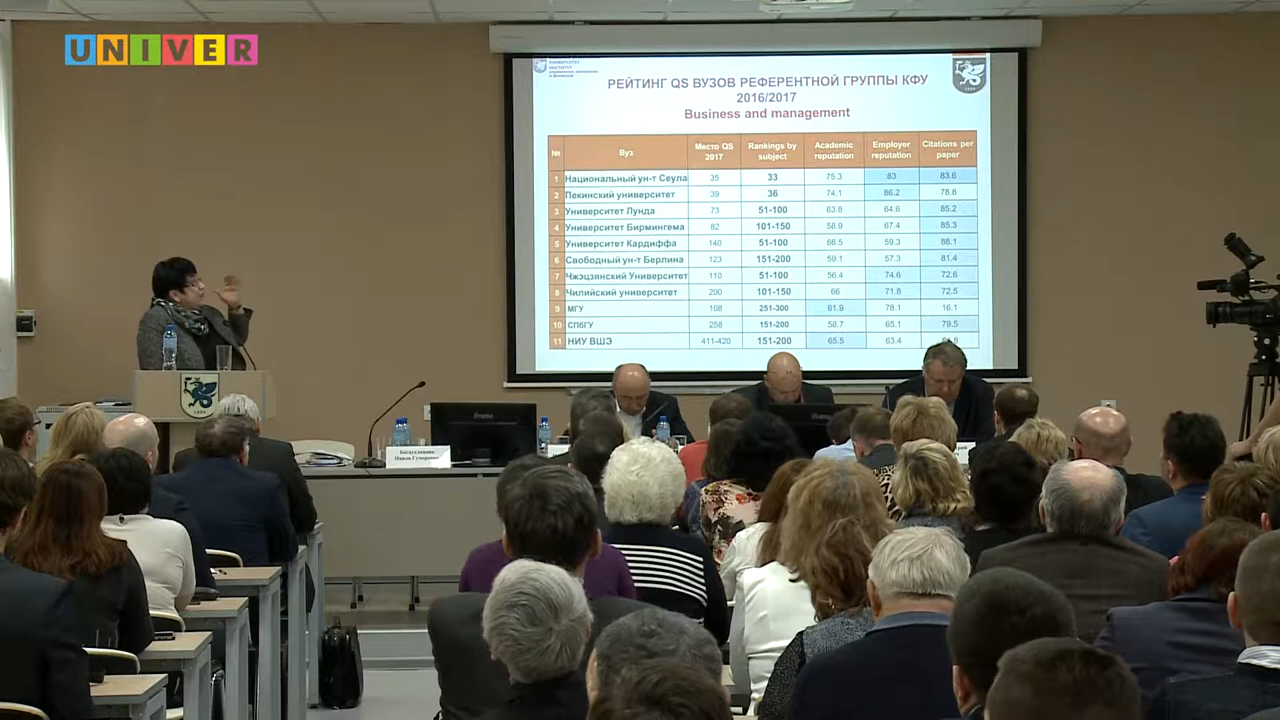 UNIVER
УНИВЕРСИТЕТ
ИНСТИТУТ
РЕЙТИНГ QS ВУЗОВ РЕФЕРЕНТНОЙ ГРУППЫ КФУ
2016/2017
Business and management
№ Вуз Место QS 2017 Rankings by subject Academic reputation Employer reputation Citations per paper
1 Национальный ун-т Сеула 35 33 75.3 83 83.6
2 Пекинский университет 39 36 74.1 86.2 78.8
3 Университет Лунда 73 51-100 63.8 64.6 85.2
4 Университет Бирмингема 82 101-150 58.9 67.4 85.3
5 Университет Кардиффа 140 51-100 66.5 59.3 88.1
6 Свободный ун-т Берлина 123 151-200 59.1 57.3 81.4
7 Чжэцзянский Университет 110 51-100 56.4 74.6 72.6
8 Чилийский университет 200 101-150 66 71.8 72.5
9 МГУ 108 251-300 61.9 78.1 16.1
10 СПбГУ 258 151-200 58.7 65.1 79.5
11 НИУ ВШЭ 411-420 151-200 65.5 63.4